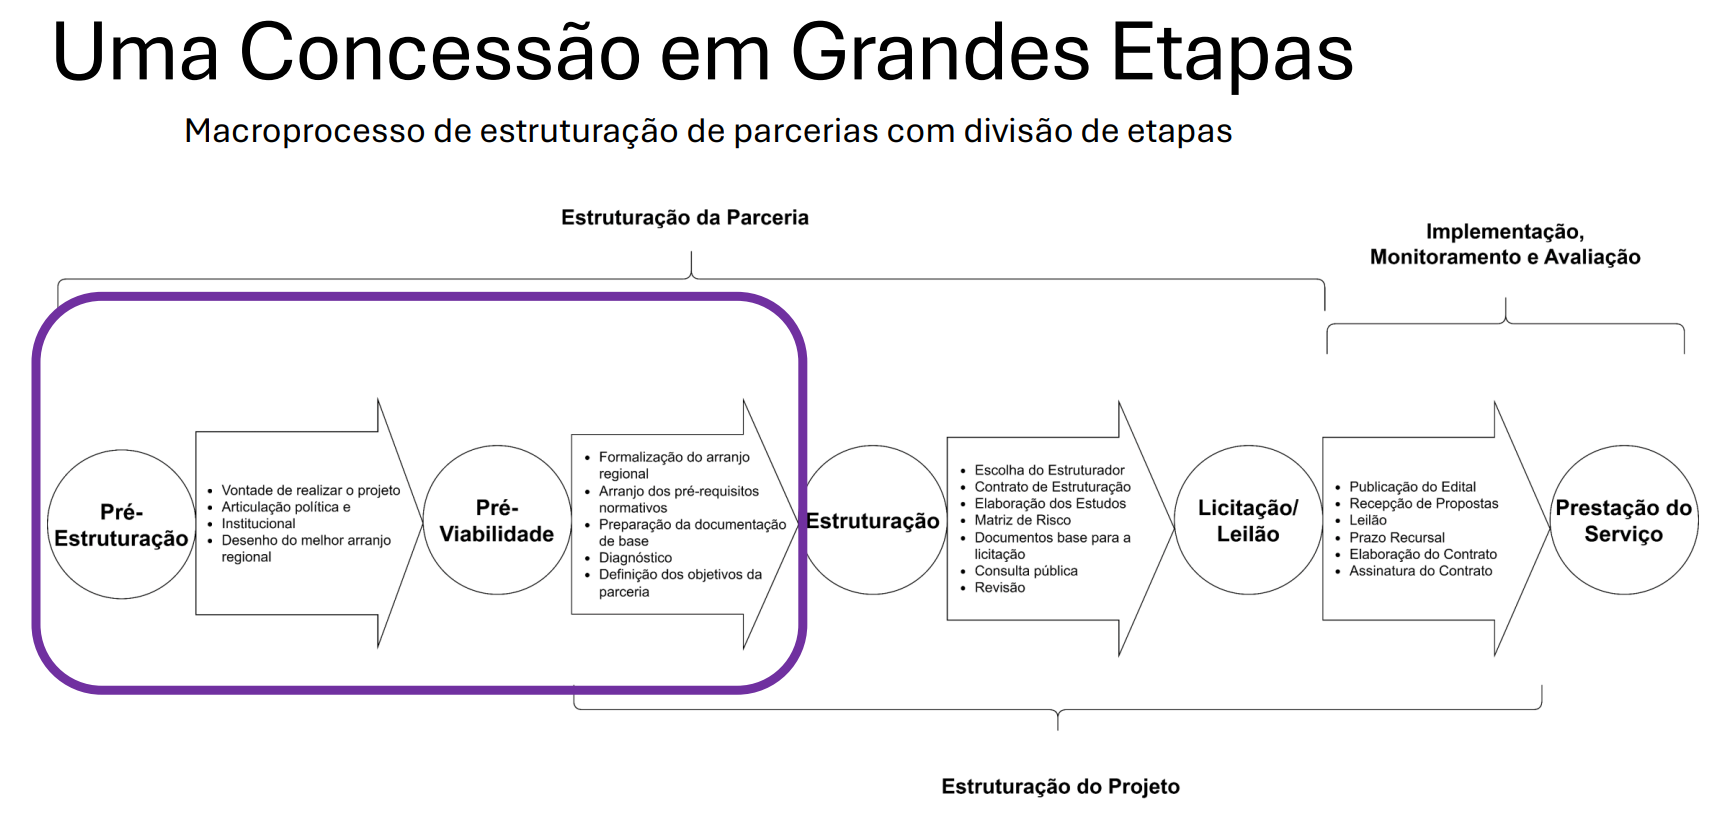 Uma Concessão em Grandes Etapas
Macroprocesso de estruturação de parcerias com divisão de etapas
Estruturação da Parceria
Implementação,
Monitoramento e Avaliação
Pré-
Estruturação
• Vontade de realizar o projeto
• Articulação política e
• Institucional
• Desenho do melhor arranjo
regional
Pré-
Viabilidade
• Formalização do arranjo
regional
• Arranjo dos pré-requisitos
normativos
• Preparação da documentação
de base
• Diagnóstico
• Definição dos objetivos da
parceria
Estruturação
• Escolha do Estruturador
• Contrato de Estruturação
• Elaboração dos Estudos
• Matriz de Risco
• Documentos base para a
licitação
• Consulta pública
• Revisão
Licitação/
Leilão
• Publicação do Edital
• Recepção de Propostas
• Leilão
• Prazo Recursal
• Elaboração do Contrato
• Assinatura do Contrato
Prestação do
Serviço
Estruturação do Projeto